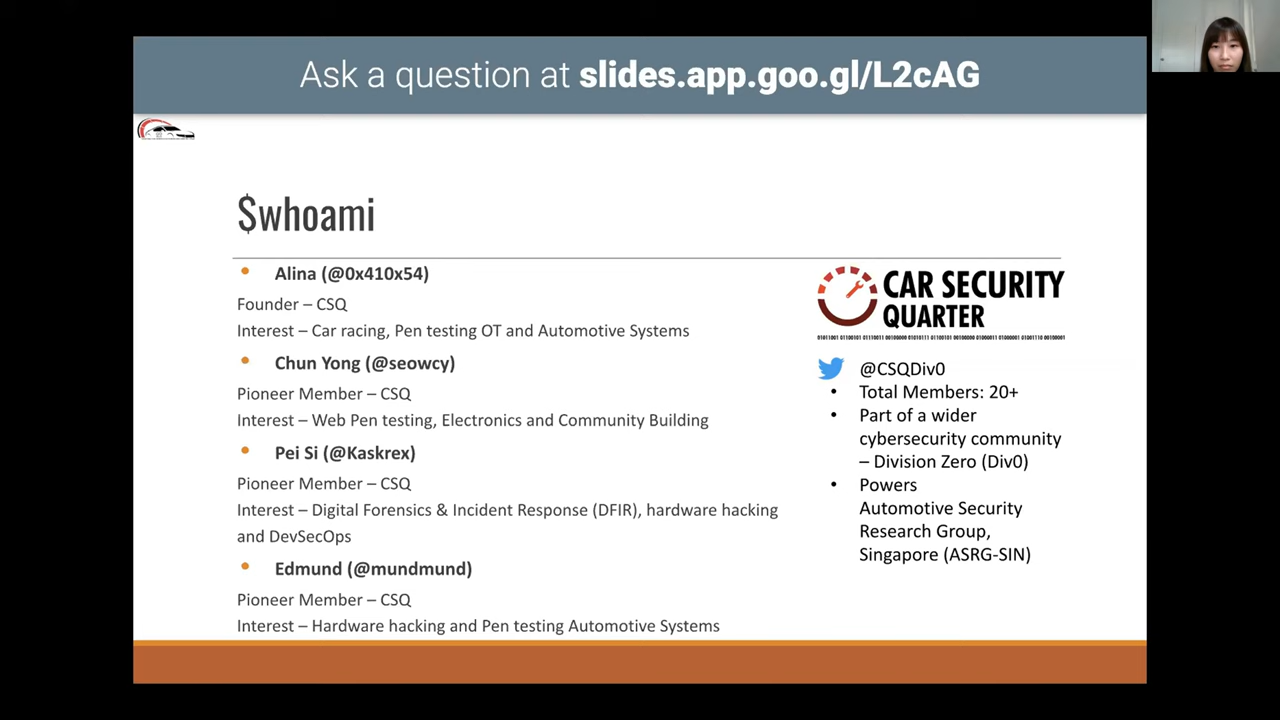 Ask a question at slides.app.goo.gl/L2cAG
$whoami
• Alina (@0x410x54)
Founder – CSQ
Interest – Car racing, Pen testing OT and Automotive Systems
• Chun Yong (@seowcy)
Pioneer Member – CSQ
Interest – Web Pen testing, Electronics and Community Building
• Pei Si (@Kaskrex)
Pioneer Member – CSQ
Interest – Digital Forensics & Incident Response (DFIR), hardware hacking
and DevSecOps
• Edmund (@mundmund)
Pioneer Member – CSQ
Interest – Hardware hacking and Pen testing Automotive Systems
CAR SECURITY
QUARTER
@CSQDiv0
• Total Members: 20+
• Part of a wider
cybersecurity community
– Division Zero (Div0)
• Powers
Automotive Security
Research Group,
Singapore (ASRG-SIN)